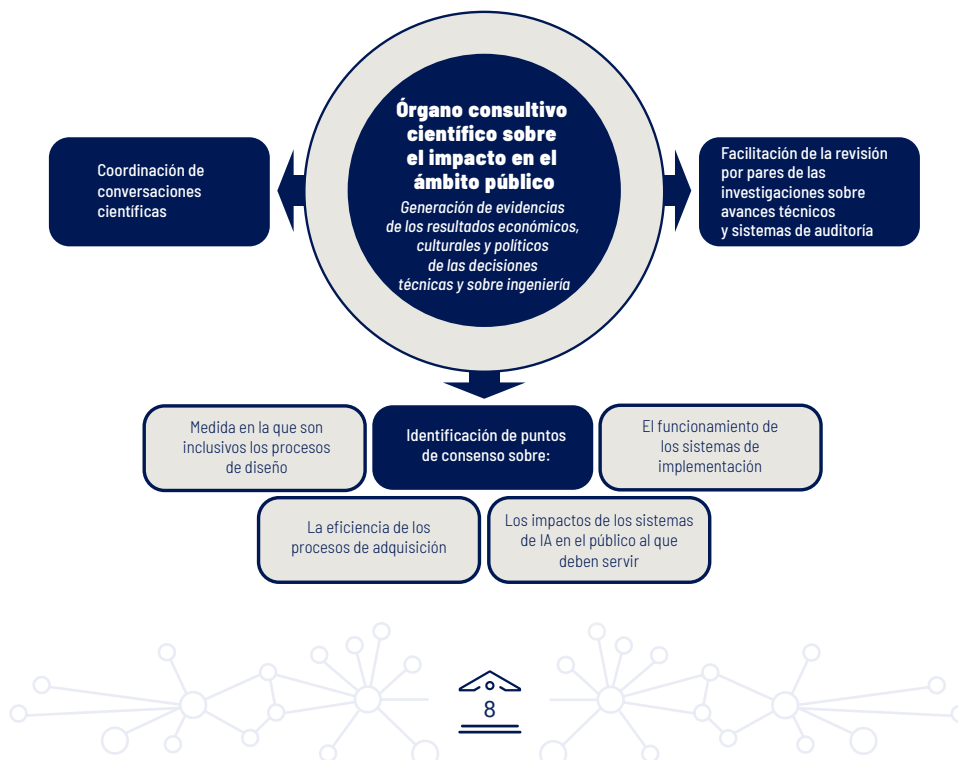 Órgano consultivo
científico sobre
el impacto en el
ámbito público
Generación de evidencias
de los resultados económicos,
culturales y políticos
de las decisiones
técnicas y sobre ingeniería
Coordinación de
conversaciones
científicas
Facilitación de la revisión
por pares de las
investigaciones sobre
avances técnicos
y sistemas de auditoría
Identificación de puntos
de consenso sobre:
Medida en la que son
inclusivos los procesos
de diseño
El funcionamiento de
los sistemas de
implementación
La eficiencia de los
procesos de adquisición
Los impactos de los sistemas
de IA en el público al que
deben servir
8